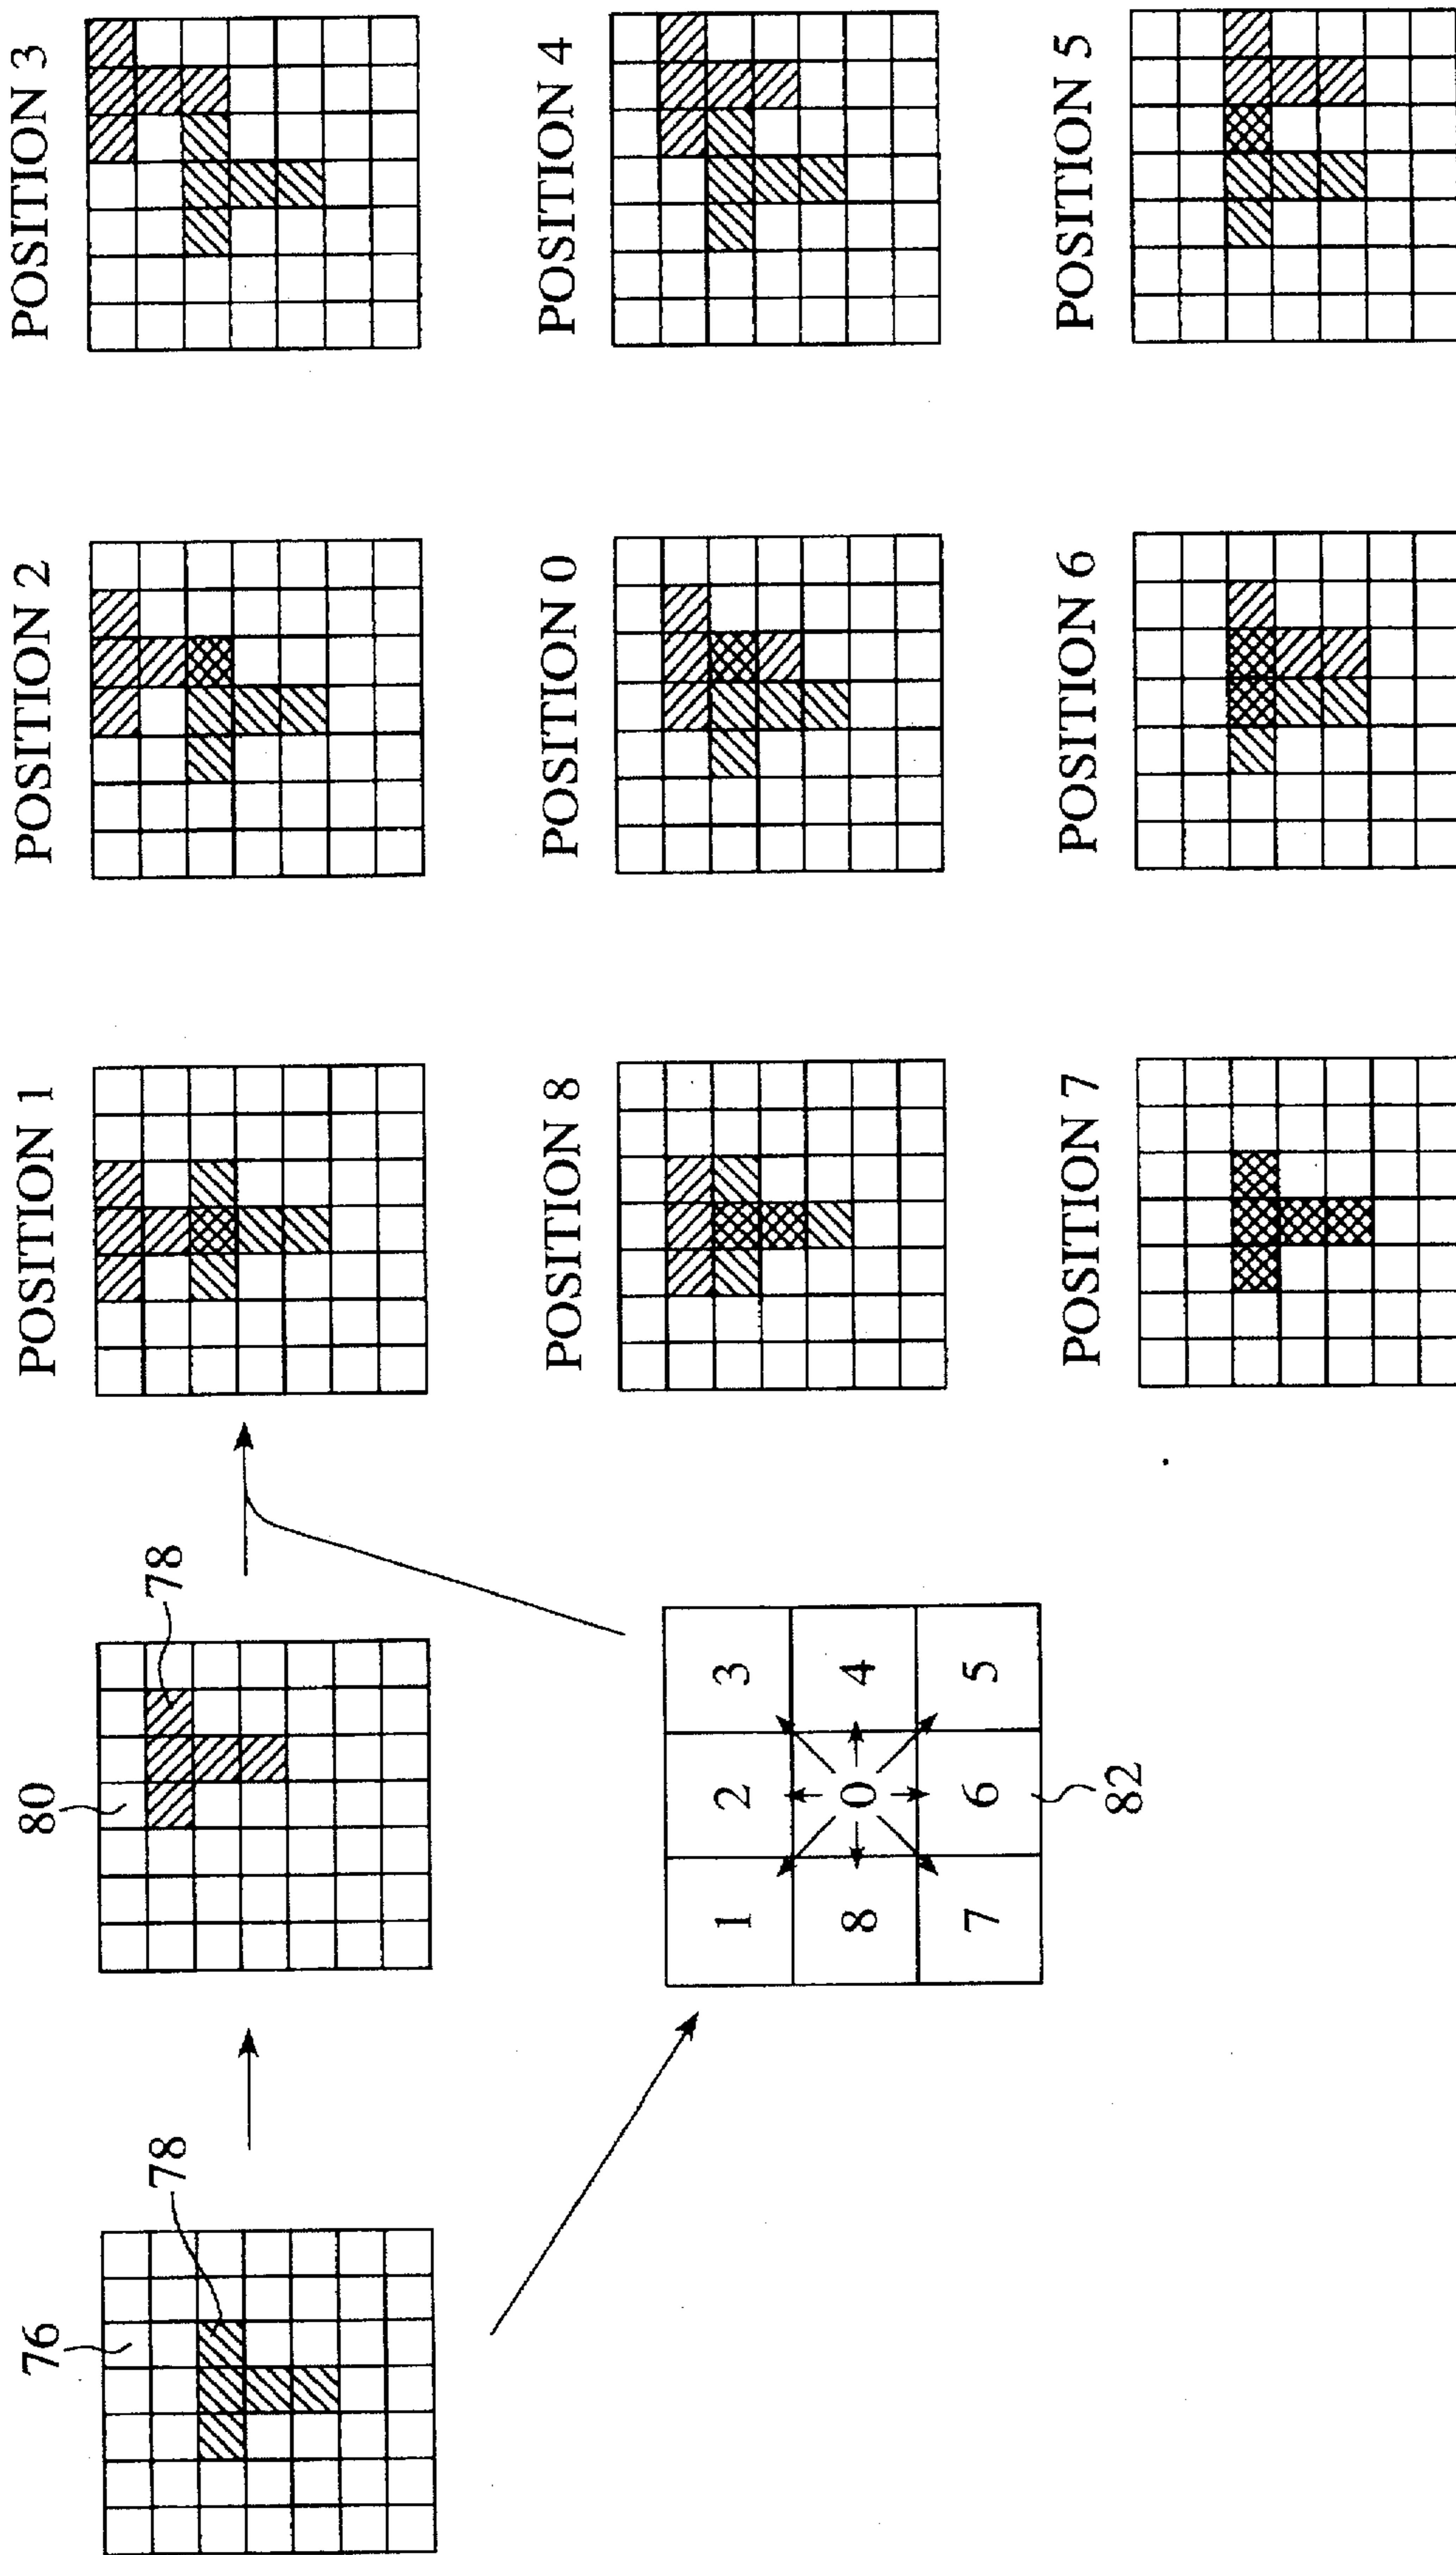 76
80
POSITION 1
POSITION 2
POSITION 3
78
78
POSITION 8
POSITION 0
POSITION 4
1 2 3
8 0 4
7 6 5
82
POSITION 7
POSITION 6
POSITION 5